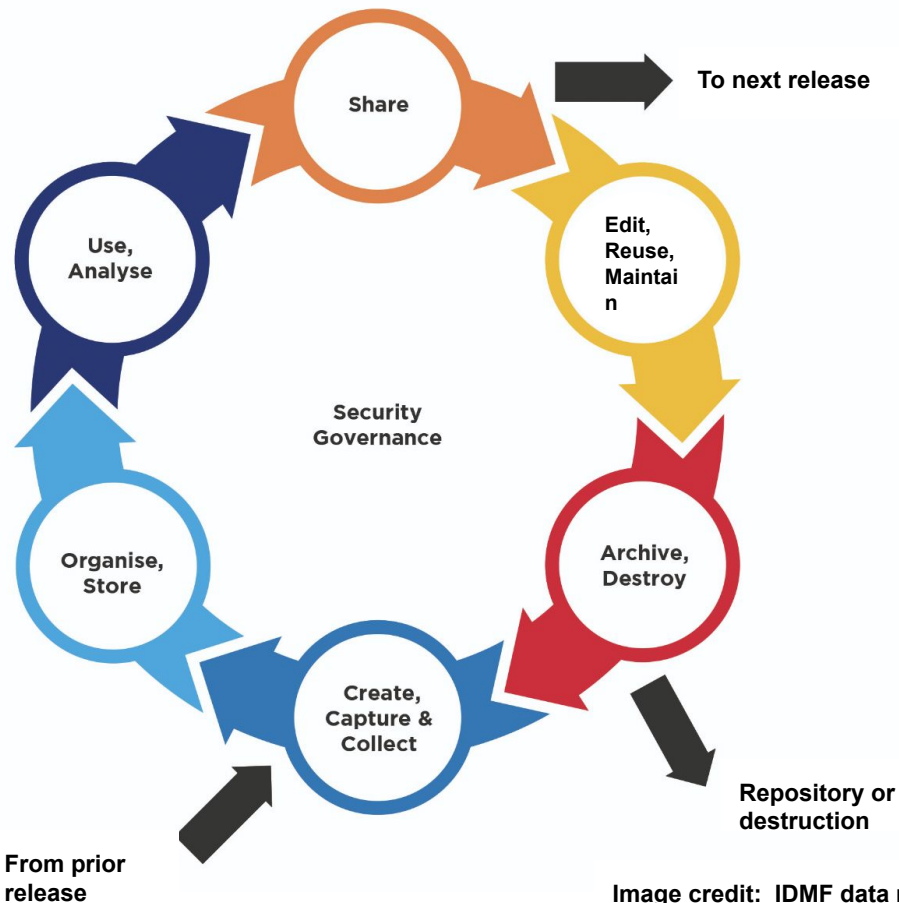 Share
To next release
Use,
Analyse
Edit,
Reuse,
Maintai
n
Security
Governance
Organise,
Store
Archive,
Destroy
Create,
Capture &
Collect
Repository or
destruction
From prior
release
Image credit: IDMF data